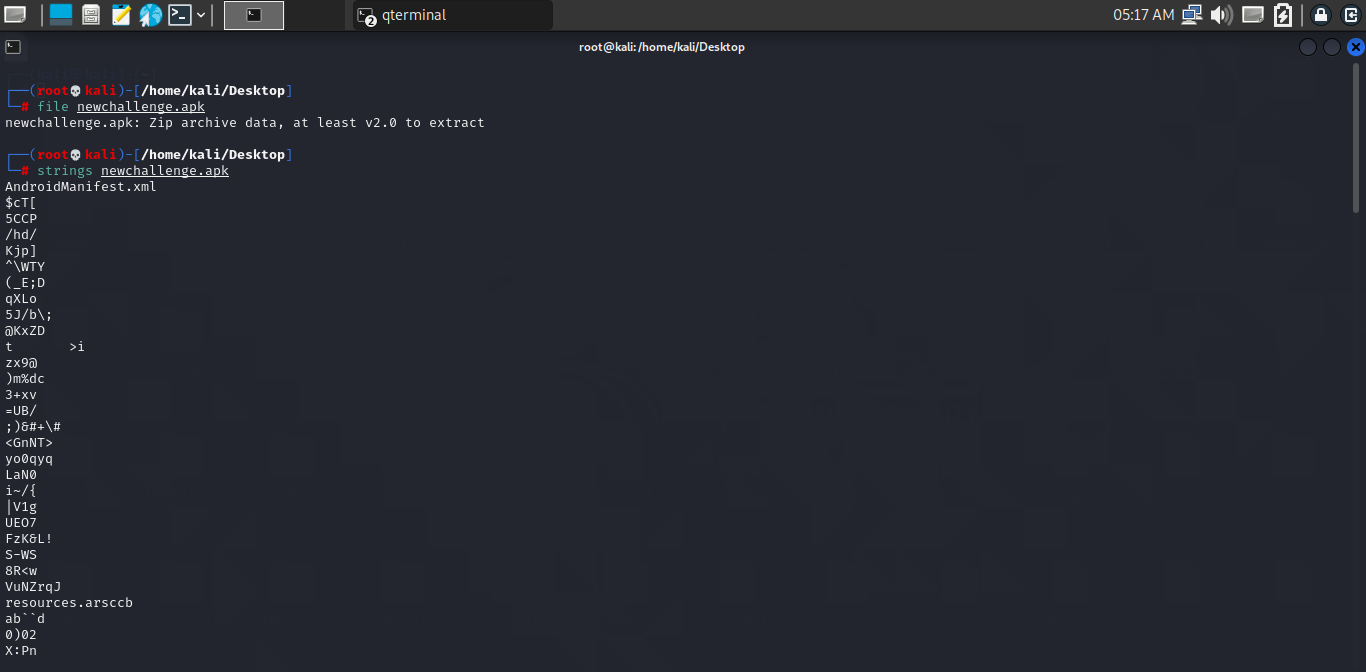 2 qterminal 05:17 AM
root@kali: /home/kali/Desktop
(root💀kali)-[/home/kali/Desktop]
# file newchallenge.apk
newchallenge.apk: Zip archive data, at least v2.0 to extract
(root💀kali)-[/home/kali/Desktop]
# strings newchallenge.apk
AndroidManifest.xml
$cT[
5CCP
/hd/
Kjp]
^\WTY
(_E;D
qXLo
5J/b\;
@KxZD
t       >i
zx9@
)m%dc
3+xv
=UB/
;)&#+\#
<GnNT>
yo0qyq
LaN0
i~/{
|V1g
UEO7
FzK&L!
S-WS
8R<w
VuNZrqJ
resources.arsccb
ab``d
0)02
X:Pn